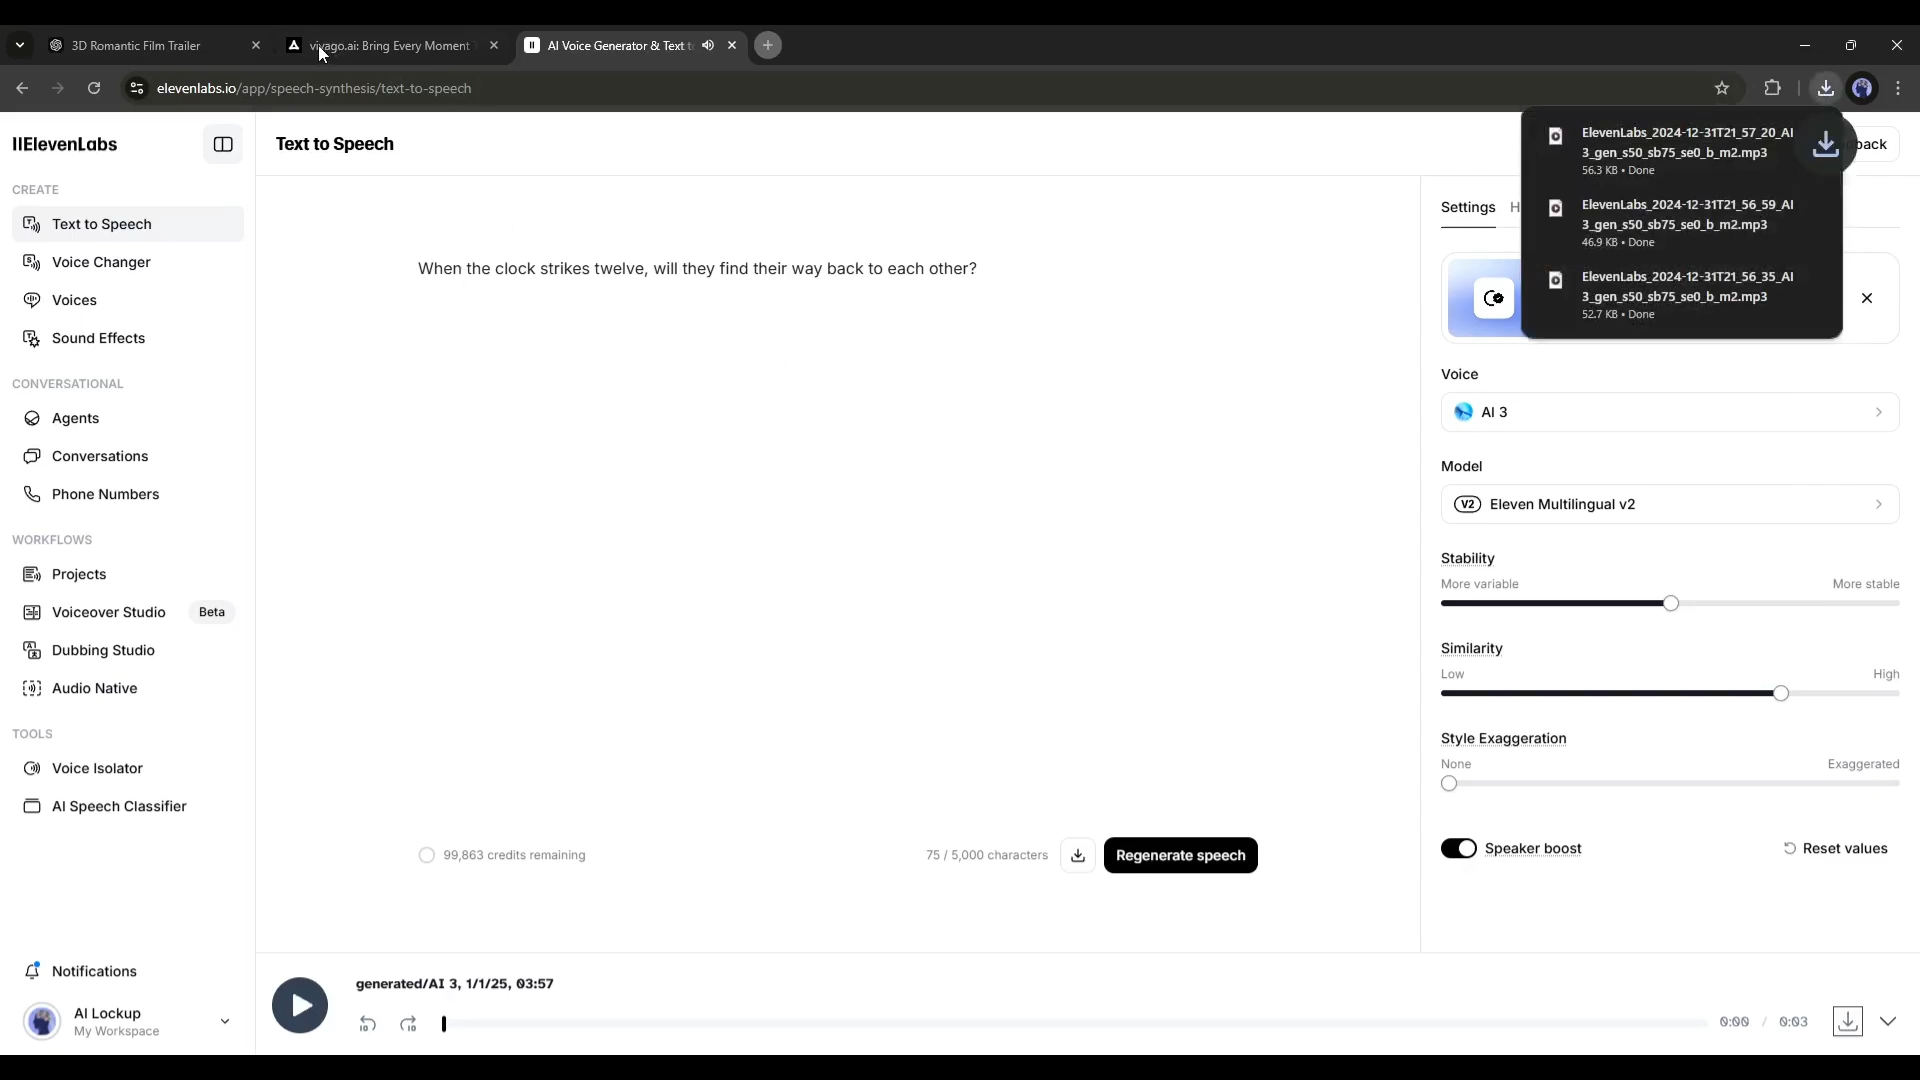 3D Romantic Film Trailer
vivago.ai: Bring Every Moment
AI Voice Generator & Text t
elevenlabs.io/app/speech-synthesis/text-to-speech
IIElevenLabs
Text to Speech
back
ElevenLabs_2024-12-31T21_57_20_AI
3_gen_s50_sb75_se0_b_m2.mp3
56.3 KB • Done
ElevenLabs_2024-12-31T21_56_59_AI
3_gen_s50_sb75_se0_b_m2.mp3
46.9 KB • Done
ElevenLabs_2024-12-31T21_56_35_AI
3_gen_s50_sb75_se0_b_m2.mp3
52.7 KB • Done
CREATE
Text to Speech
Voice Changer
Voices
Sound Effects
CONVERSATIONAL
Agents
Conversations
Phone Numbers
WORKFLOWS
Projects
Voiceover Studio Beta
Dubbing Studio
Audio Native
TOOLS
Voice Isolator
AI Speech Classifier
Notifications
AI Lockup
My Workspace
When the clock strikes twelve, will they find their way back to each other?
99,863 credits remaining
75 / 5,000 characters
Regenerate speech
Settings H
Voice
AI 3
Model
V2 Eleven Multilingual v2
Stability
More variable More stable
Similarity
Low High
Style Exaggeration
None Exaggerated
Speaker boost
Reset values
generated/AI 3, 1/1/25, 03:57
10 10
0:00 / 0:03